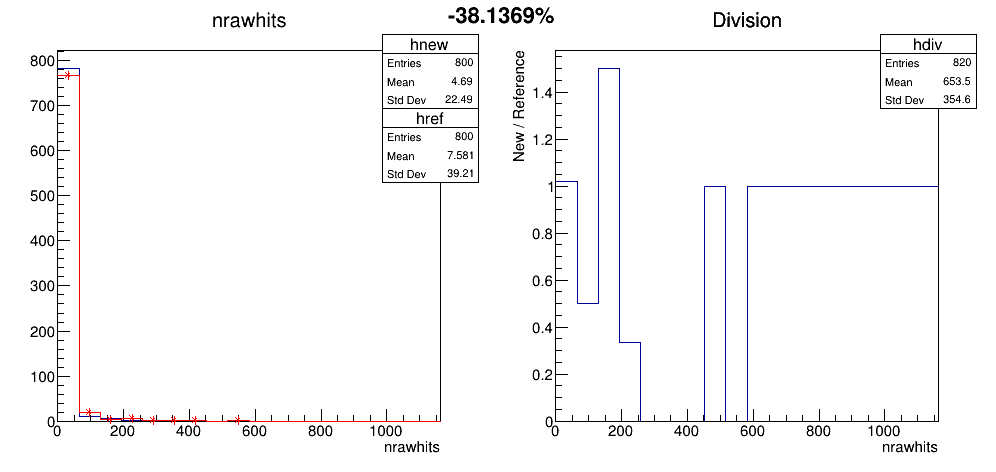 -38.1369%
nrawhits
hnew
Entries 800
Mean 4.69
Std Dev 22.49
href
Entries 800
Mean 7.581
Std Dev 39.21
800
700
600
500
400
300
200
100
0
0 200 400 600 800 1000
nrawhits
Division
hdiv
Entries 820
Mean 653.5
Std Dev 354.6
New / Reference
1.4
1.2
1
0.8
0.6
0.4
0.2
0
0 200 400 600 800 1000
nrawhits